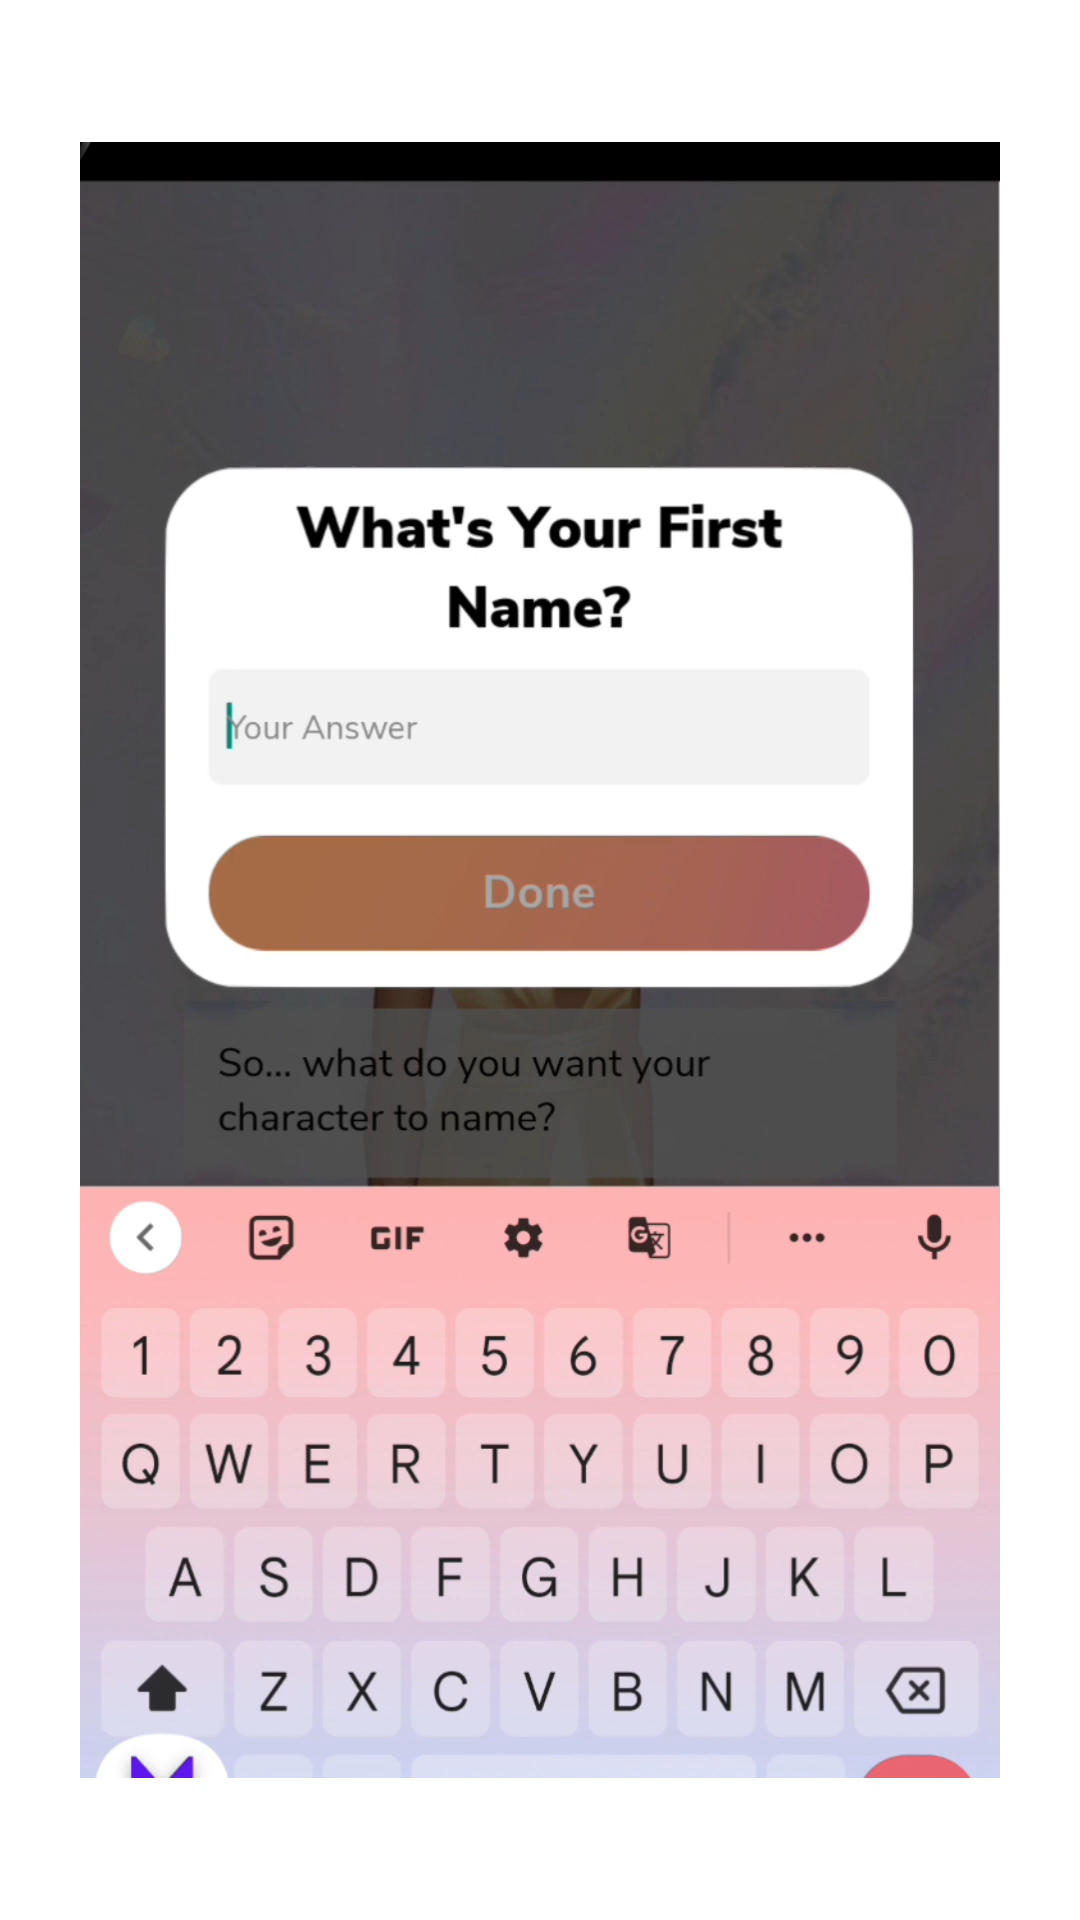 What's Your First
Name?
Your Answer
Done
So... what do you want your
character to name?
GIF
1 2 3 4 5 6 7 8 9 0
Q W E R T Y U I O P
A S D F G H J K L
Z X C V B N M